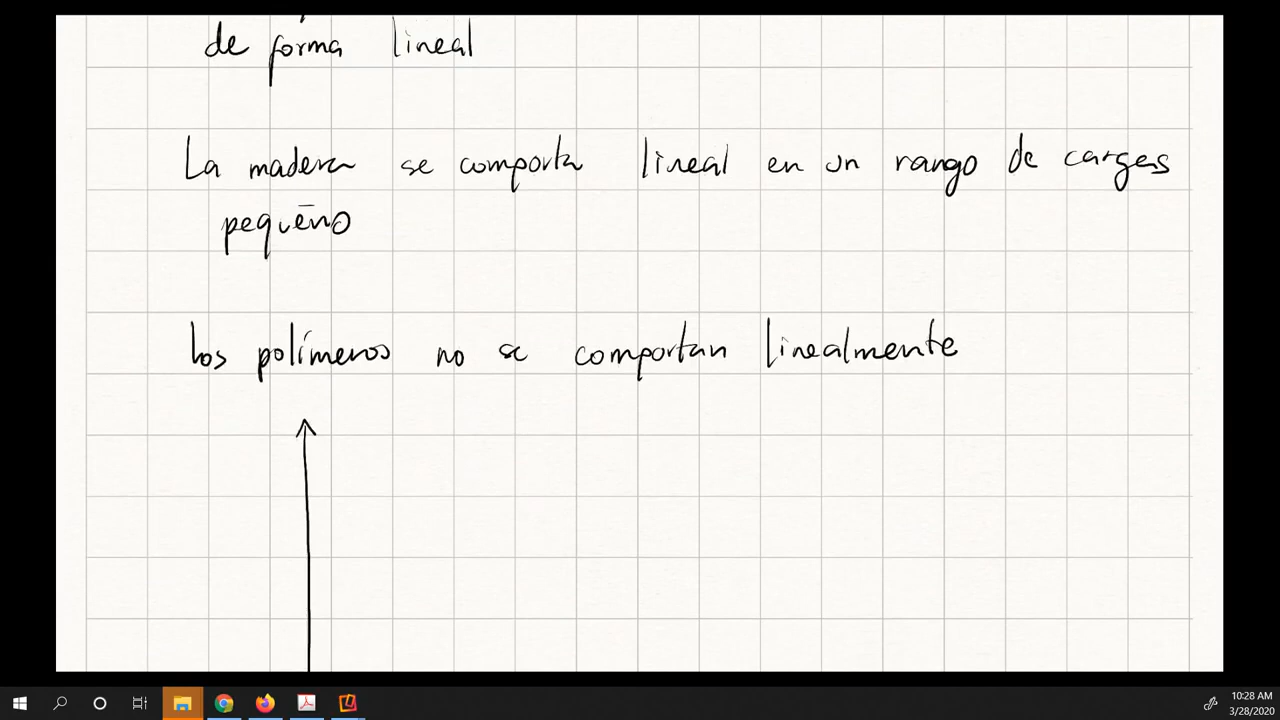 de forma lineal
La madera se comporta lineal en un rango de cargas
pequeño
Los polímeros no se comportan linealmente
10:28 AM
3/28/2020